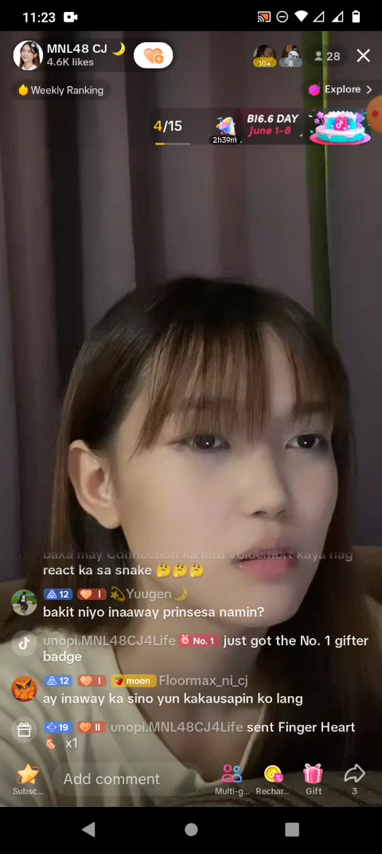 11:23
MNL48 CJ 🌙
4.6K likes
10+
8
28
Weekly Ranking
Explore
4/15
2h39m
BI6.6 DAY
June 1-8
react ka sa snake 🤔🤔🤔
12 I 💫Yuugen🌙
bakit niyo inaaway prinsesa namin?
unopi.MNL48CJ4Life No. 1 just got the No. 1 gifter
badge
12 I moon Floormax_ni_cj
ay inaway ka sino yun kakausapin ko lang
19 II unopi.MNL48CJ4Life sent Finger Heart
x1
Add comment
Subsc...
Multi-g...
Rechar...
Gift
3